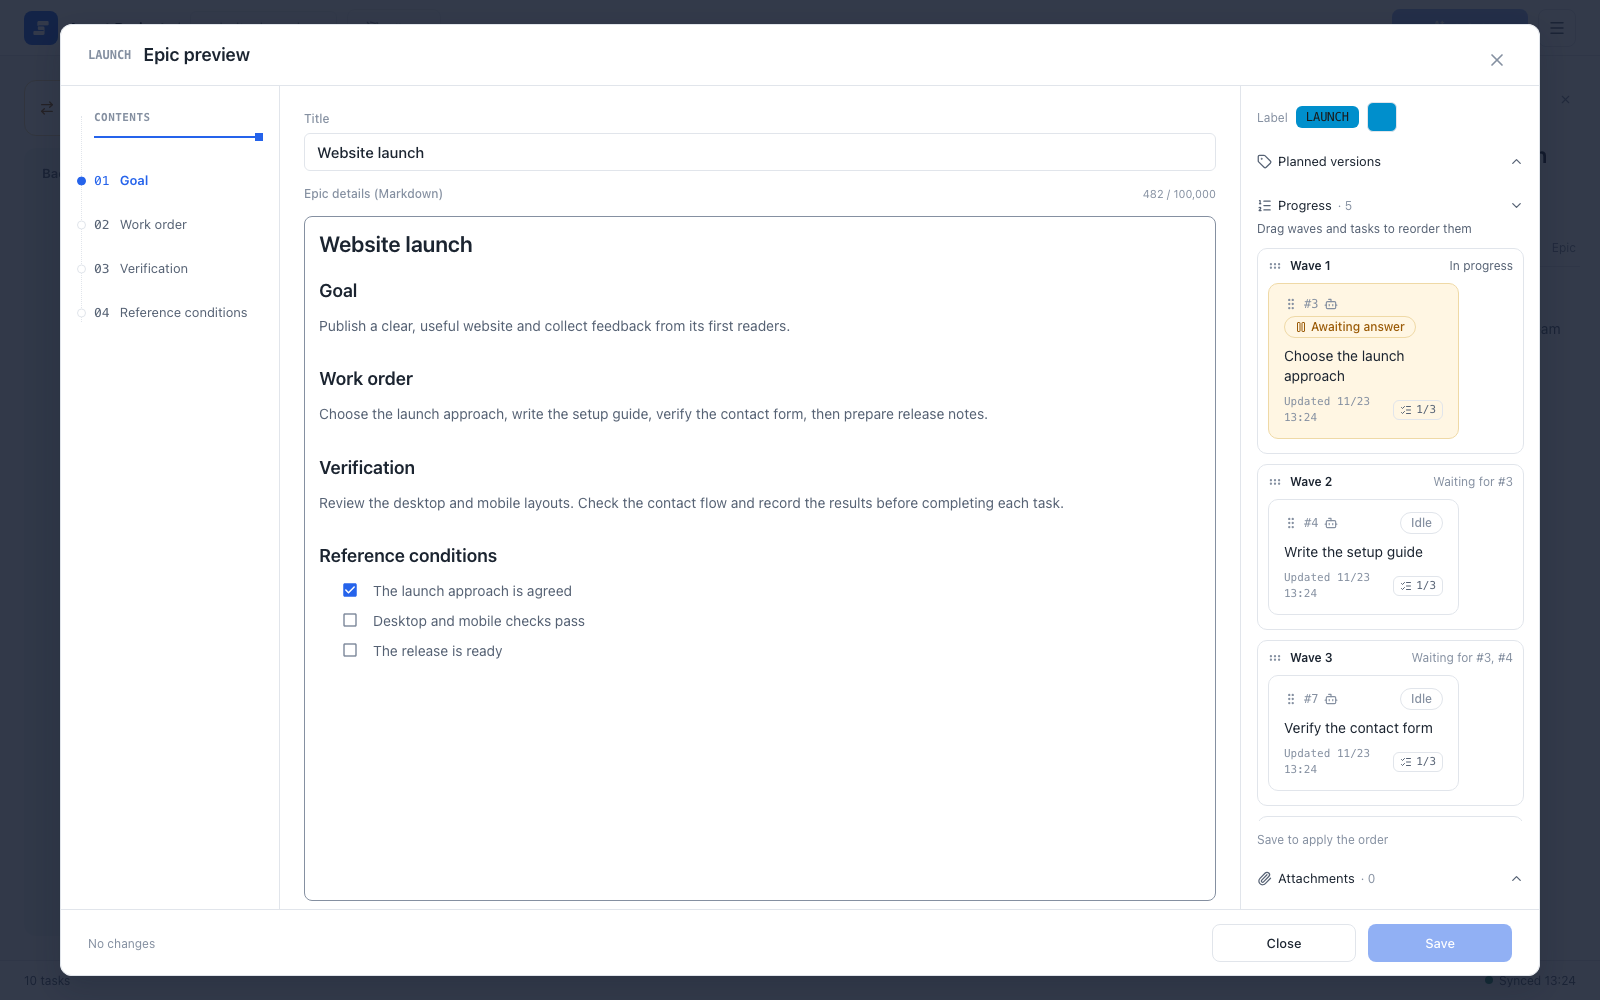 LAUNCH Epic preview
CONTENTS
01 Goal
02 Work order
03 Verification
04 Reference conditions
Title
Website launch
Epic details (Markdown)
482 / 100,000
Website launch
Goal
Publish a clear, useful website and collect feedback from its first readers.
Work order
Choose the launch approach, write the setup guide, verify the contact form, then prepare release notes.
Verification
Review the desktop and mobile layouts. Check the contact flow and record the results before completing each task.
Reference conditions
The launch approach is agreed
Desktop and mobile checks pass
The release is ready
Label LAUNCH
Planned versions
Progress · 5
Drag waves and tasks to reorder them
Wave 1 In progress
#3
Awaiting answer
Choose the launch
approach
Updated 11/23
13:24
1/3
Wave 2 Waiting for #3
#4 Idle
Write the setup guide
Updated 11/23
13:24
1/3
Wave 3 Waiting for #3, #4
#7 Idle
Verify the contact form
Updated 11/23
13:24
1/3
Save to apply the order
Attachments · 0
No changes
Close
Save
Epic
10 tasks
Synced 13:24